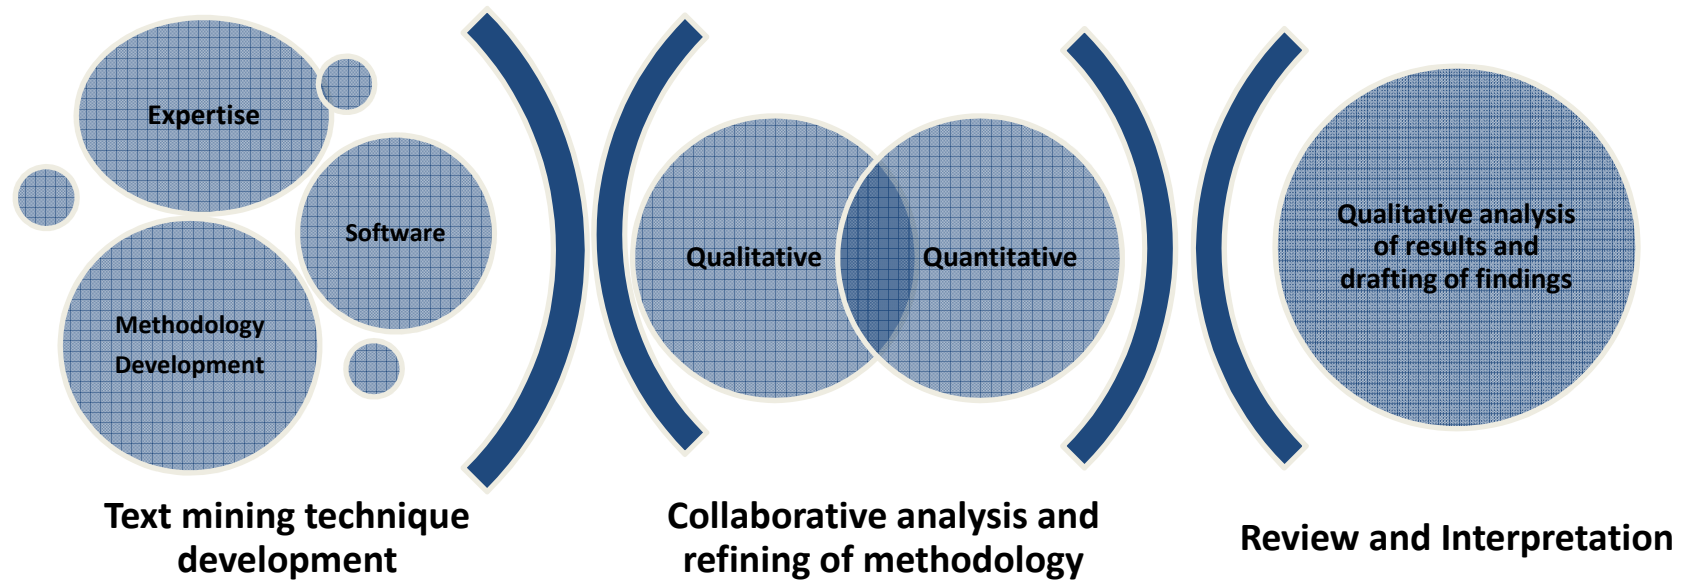 Expertise
Software
Methodology
Development
Text mining technique
development
Qualitative
Quantitative
Collaborative analysis and
refining of methodology
Qualitative analysis
of results and
drafting of findings
Review and Interpretation